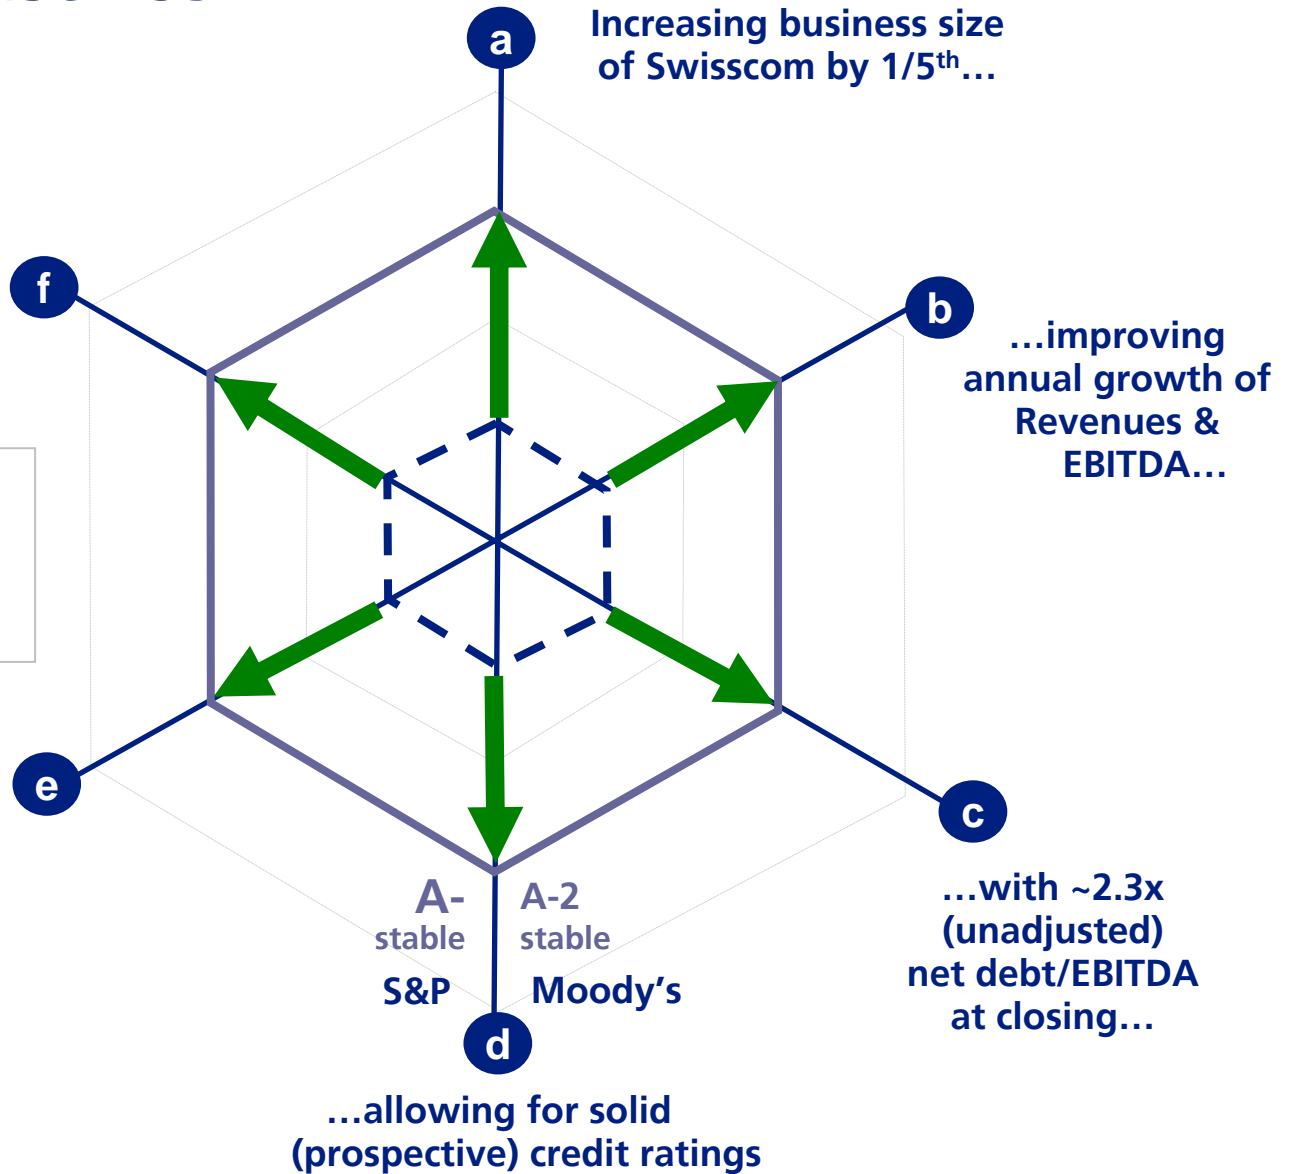 a
Increasing business size
of Swisscom by 1/5th…
f
b
…improving
annual growth of
Revenues &
EBITDA…
e
c
…with ~2.3x
(unadjusted)
net debt/EBITDA
at closing…
A-
stable
S&P
A-2
stable
Moody's
d
…allowing for solid
(prospective) credit ratings